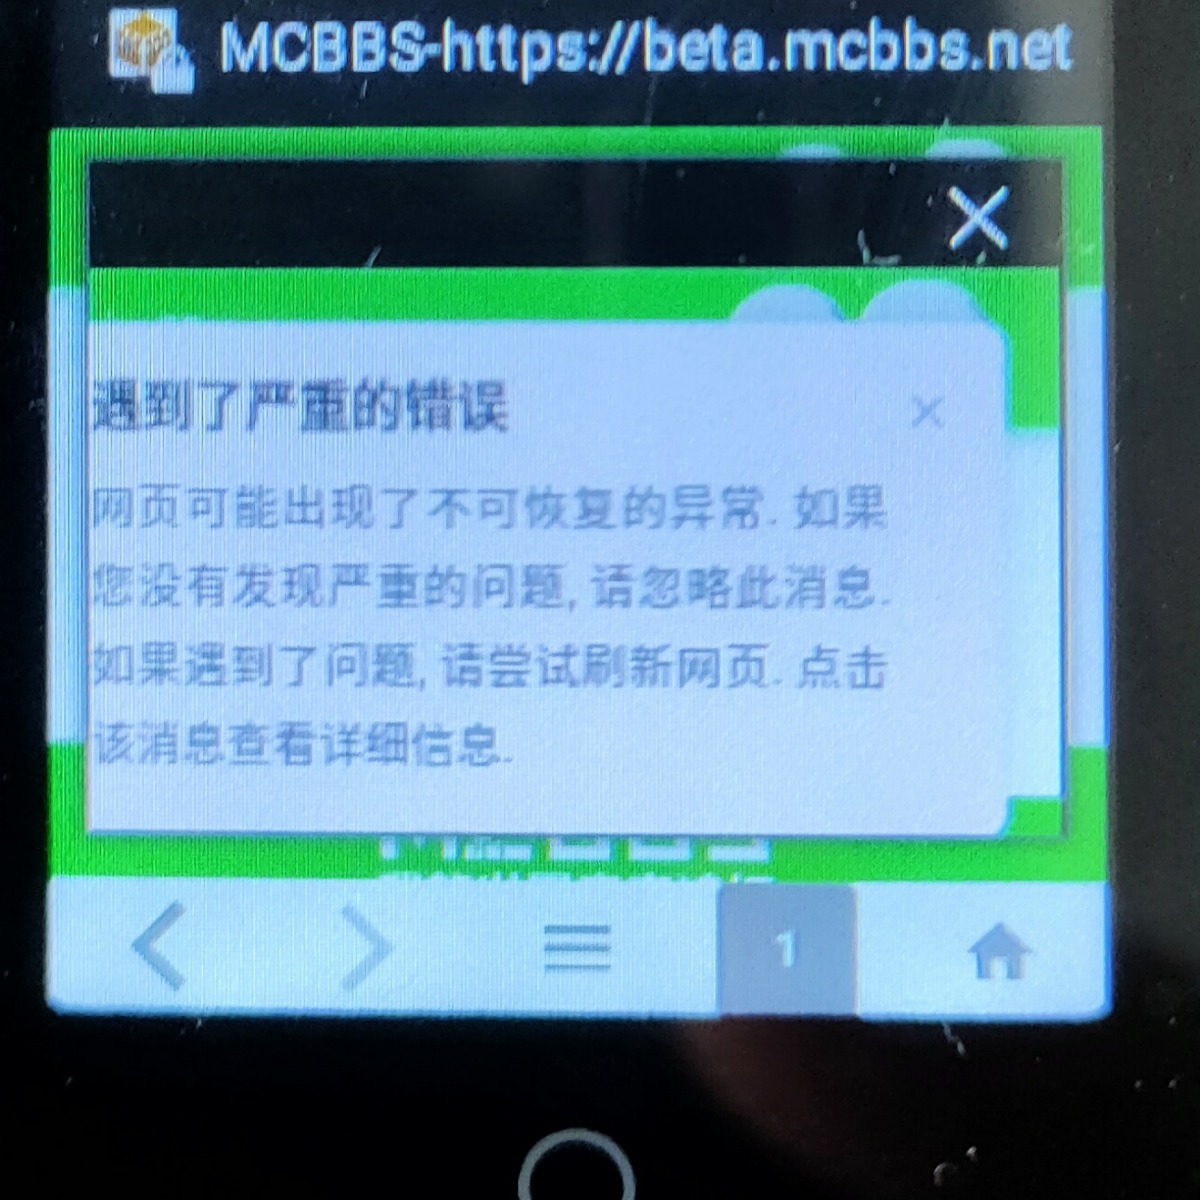 MCBBS-https://beta.mcbbs.net
遇到了严重的错误
网页可能出现了不可恢复的异常. 如果
您没有发现严重的问题, 请忽略此消息.
如果遇到了问题, 请尝试刷新网页. 点击
该消息查看详细信息.
1